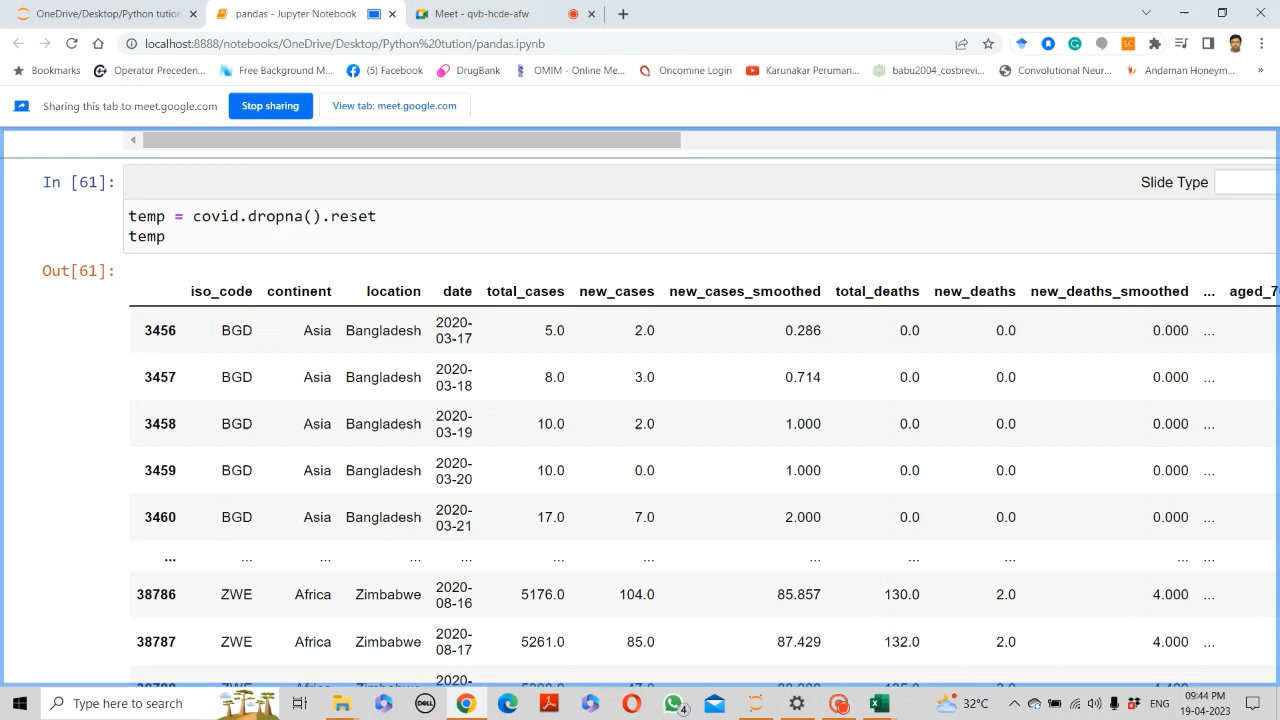 OneDrive/Desktop/Python tution
pandas - Jupyter Notebook
Meet - qvb-hcde-afw
localhost:8888/notebooks/OneDrive/Desktop/Python%20tution/pandas.ipynb
SC
Bookmarks
Operator Preceden...
Free Background M...
(5) Facebook
DrugBank
OMIM - Online Me...
Oncomine Login
Karunakar Peruman...
babu2004_cosbrevi...
Convolutional Neur...
Andaman Honeym...
»
Sharing this tab to meet.google.com
Stop sharing
View tab: meet.google.com
In [61]:
Slide Type
temp = covid.dropna().reset
temp
Out[61]:
iso_code continent location date total_cases new_cases new_cases_smoothed total_deaths new_deaths new_deaths_smoothed ... aged_7
3456 BGD Asia Bangladesh 2020-03-17 5.0 2.0 0.286 0.0 0.0 0.000 ...
3457 BGD Asia Bangladesh 2020-03-18 8.0 3.0 0.714 0.0 0.0 0.000 ...
3458 BGD Asia Bangladesh 2020-03-19 10.0 2.0 1.000 0.0 0.0 0.000 ...
3459 BGD Asia Bangladesh 2020-03-20 10.0 0.0 1.000 0.0 0.0 0.000 ...
3460 BGD Asia Bangladesh 2020-03-21 17.0 7.0 2.000 0.0 0.0 0.000 ...
... ... ... ... ... ... ... ... ... ... ... ...
38786 ZWE Africa Zimbabwe 2020-08-16 5176.0 104.0 85.857 130.0 2.0 4.000 ...
38787 ZWE Africa Zimbabwe 2020-08-17 5261.0 85.0 87.429 132.0 2.0 4.000 ...
2020-
Type here to search
DELL
4
32°C
ENG
09:44 PM
19-04-2023